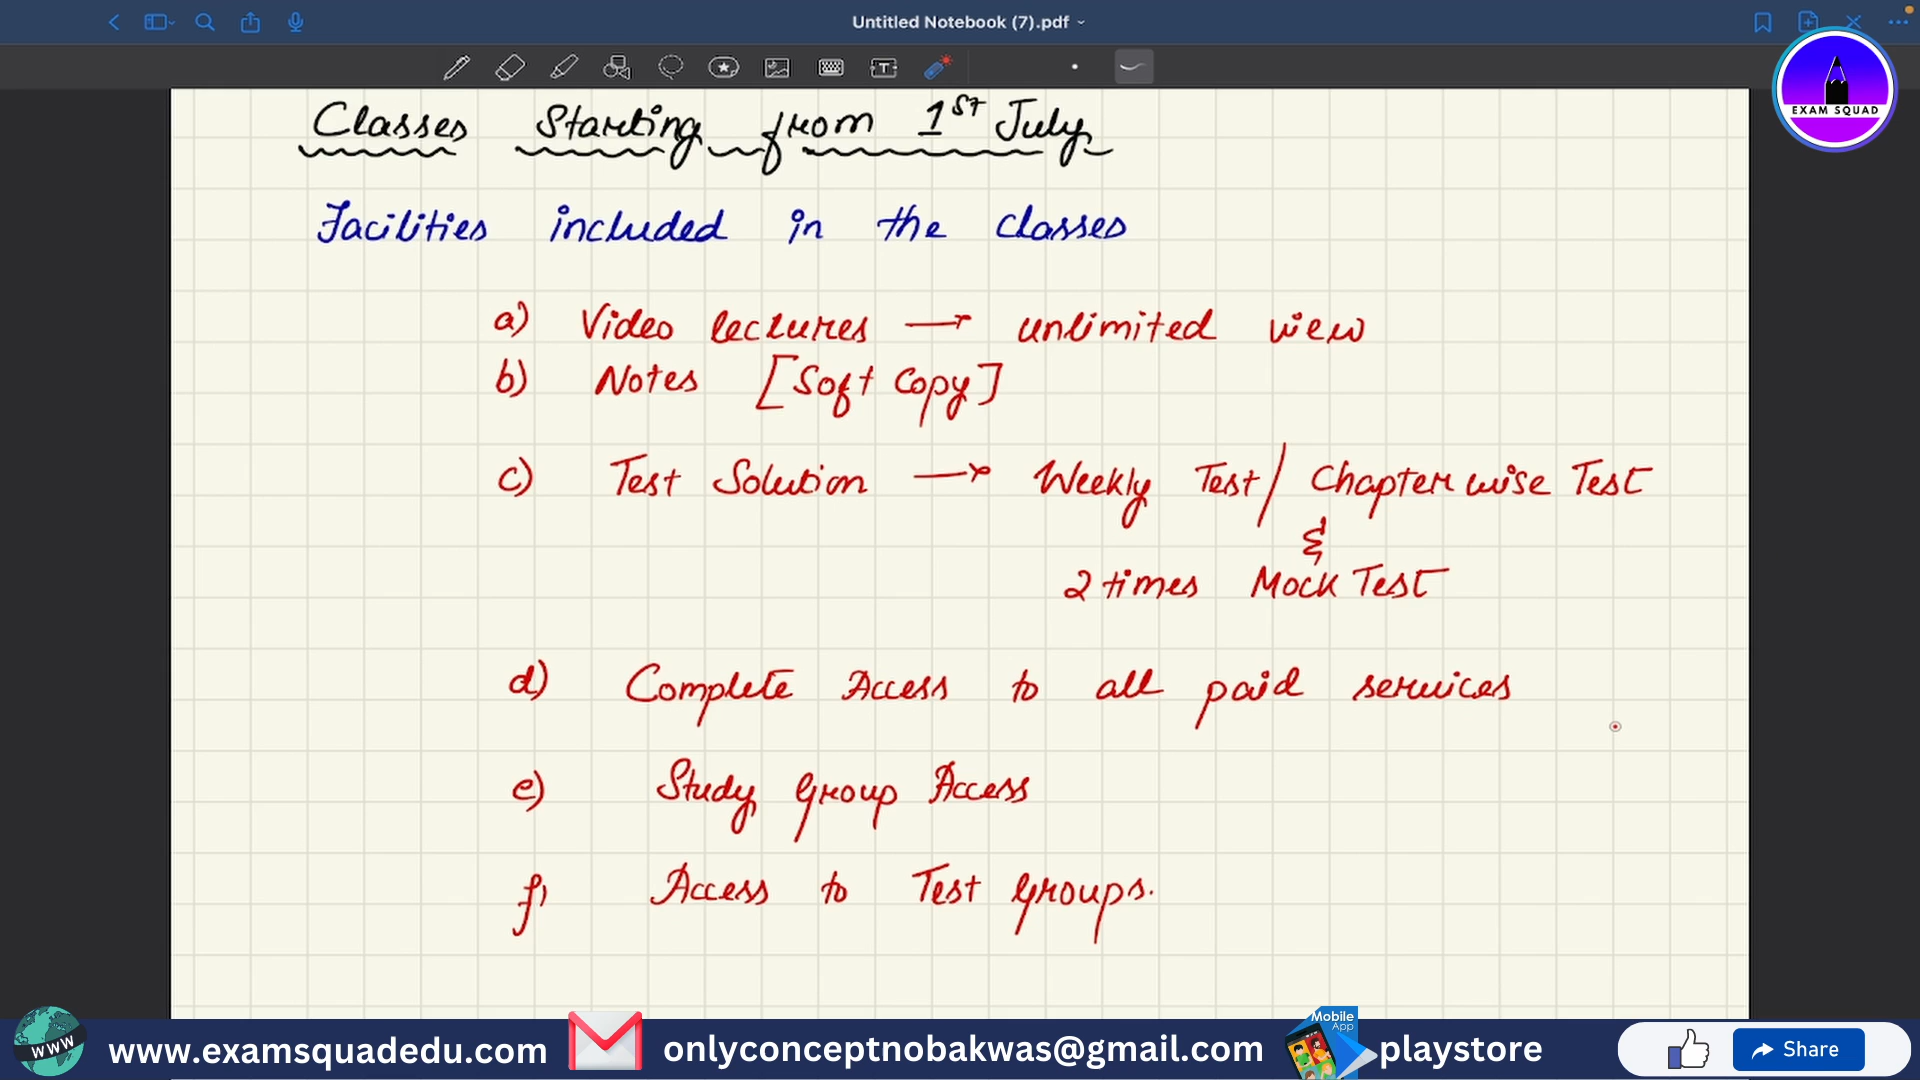 Untitled Notebook (7).pdf
EXAM SQUAD
Classes Starting from 1st July
Facilities included in the classes
a) Video lectures → unlimited view
b) Notes [Soft Copy]
c) Test Solution → Weekly Test / Chapterwise Test
&
2 times Mock Test
d) Complete Access to all paid services
e) Study Group Access
f) Access to Test Groups.
WWW
www.examsquadedu.com
onlyconceptnobakwas@gmail.com
Mobile
App
playstore
Share